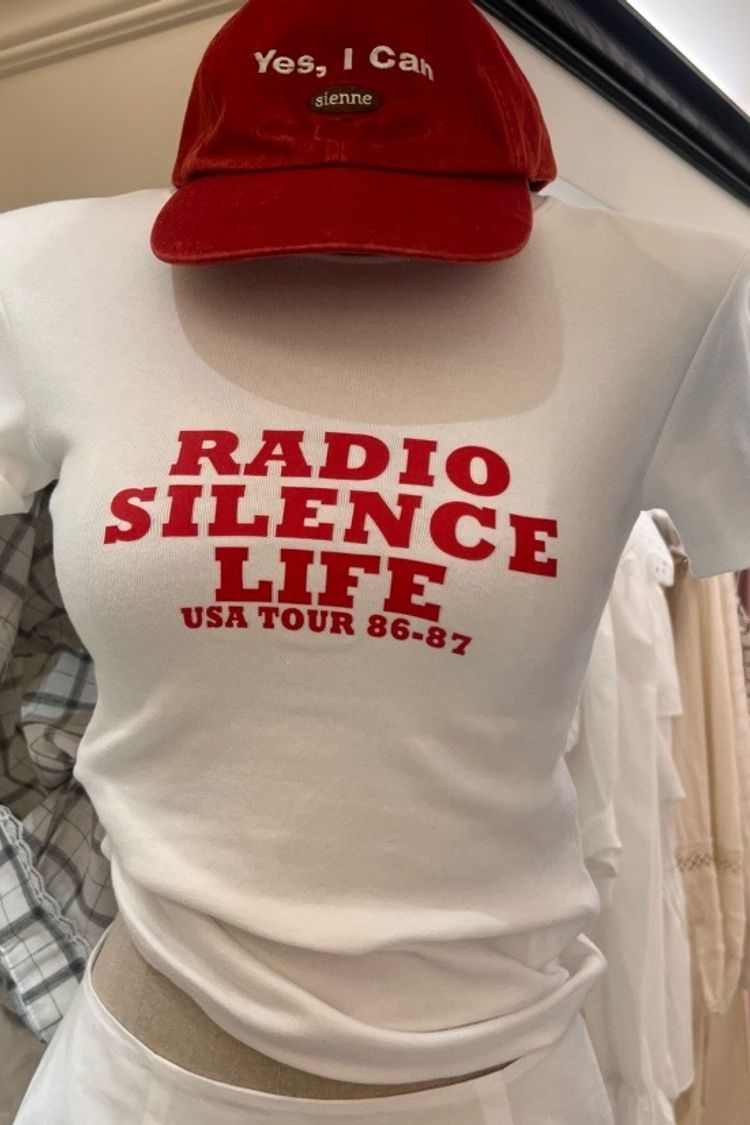 Yes, I Can
sienne
RADIO
SILENCE
LIFE
USA TOUR 86-87